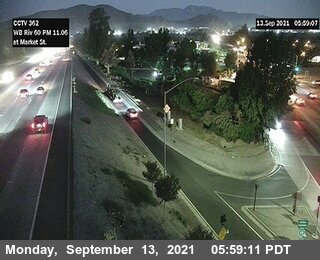 CCTV 362
WB Riv 60 PM 11.06
at Market St.
13 Sep 2021 05:59:07
Monday, September 13, 2021 05:59:11 PDT